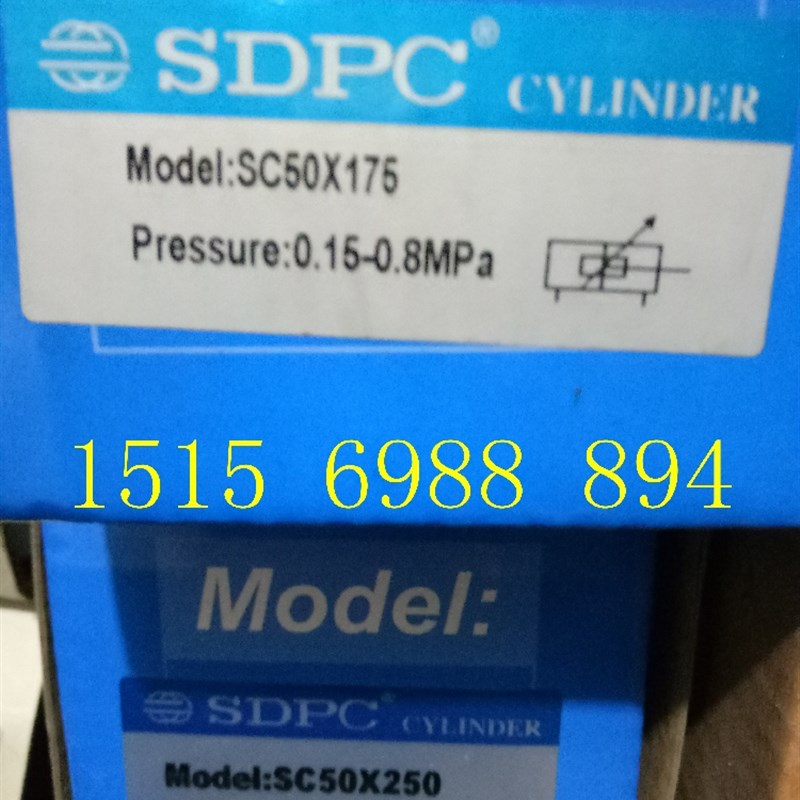 SDPC® CYLINDER
Model:SC50X175
Pressure:0.15-0.8MPa
1515 6988 894
Model:
SDPC® CYLINDER
Model:SC50X250